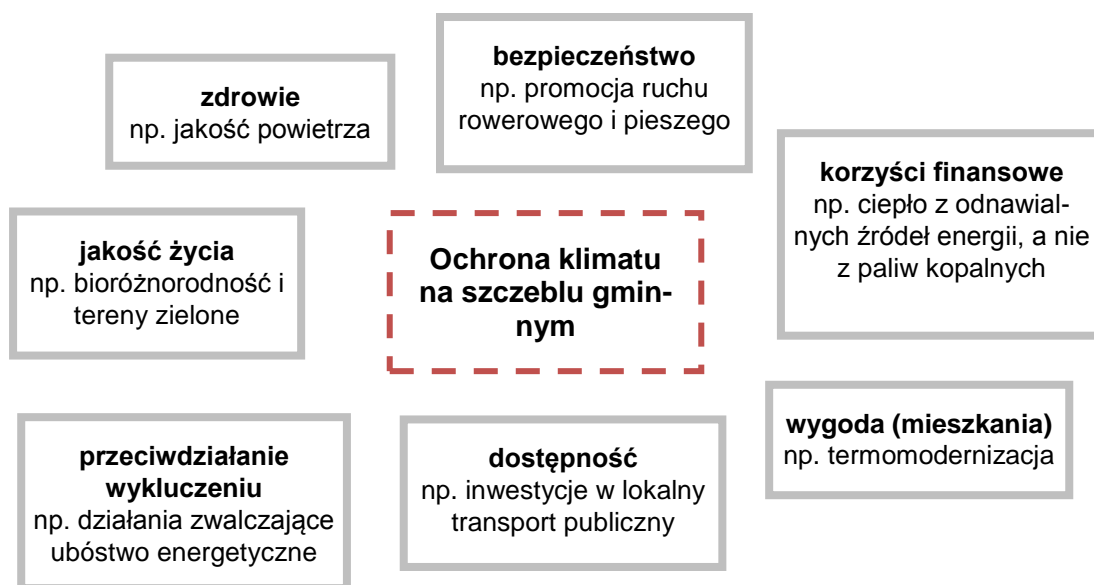 bezpieczeństwo
np. promocja ruchu
rowerowego i pieszego
zdrowie
np. jakość powietrza
korzyści finansowe
np. ciepło z odnawial-
nych źródeł energii, a nie
z paliw kopalnych
jakość życia
np. bioróżnorodność i
tereny zielone
Ochrona klimatu
na szczeblu gmin-
nym
wygoda (mieszkania)
np. termomodernizacja
przeciwdziałanie
wykluczeniu
np. działania zwalczające
ubóstwo energetyczne
dostępność
np. inwestycje w lokalny
transport publiczny